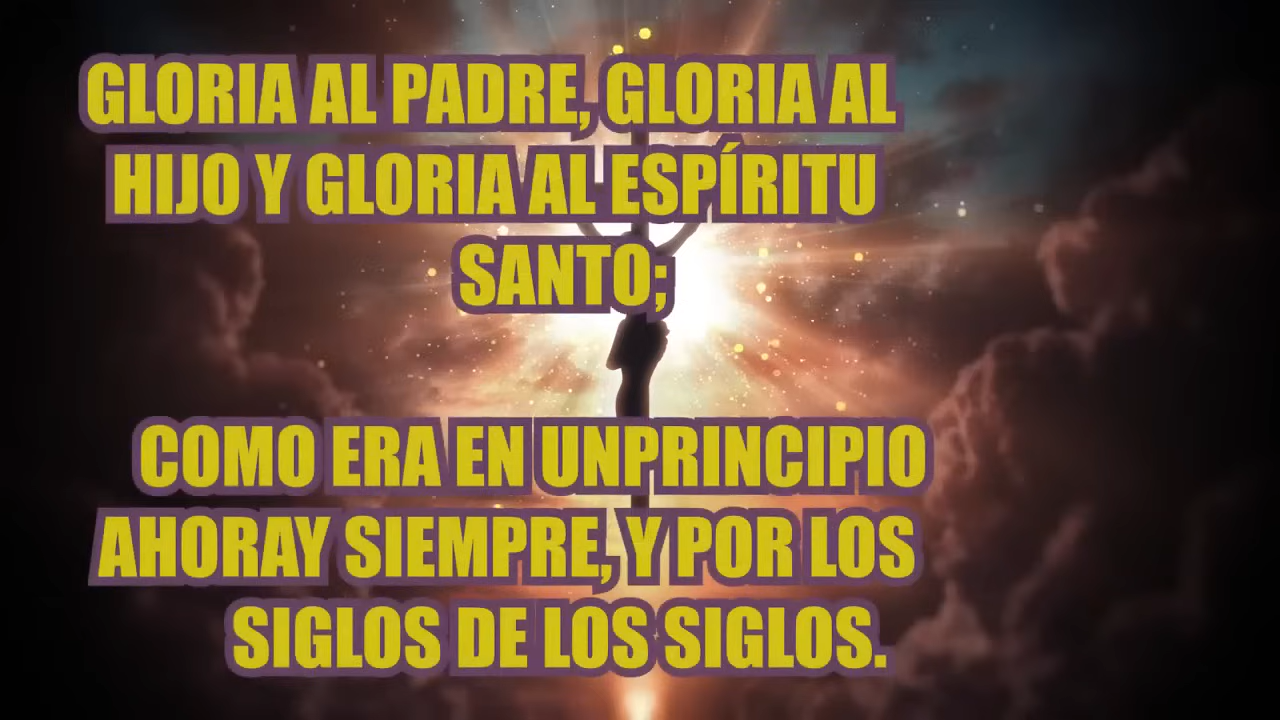 GLORIA AL PADRE, GLORIA AL
HIJO Y GLORIA AL ESPÍRITU
SANTO;
COMO ERA EN UNPRINCIPIO
AHORAY SIEMPRE, Y POR LOS
SIGLOS DE LOS SIGLOS.